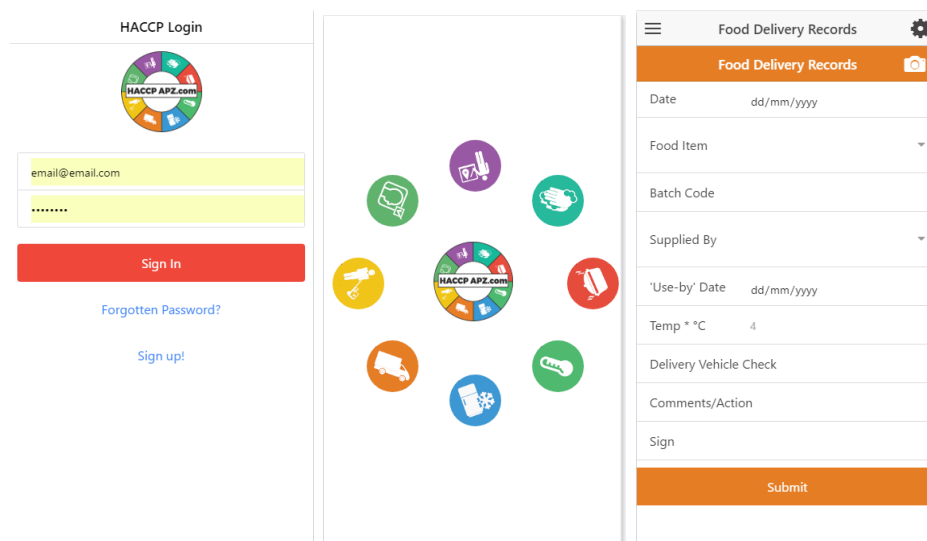 HACCP Login
HACCP APZ.com
email@email.com
••••••••
Sign In
Forgotten Password?
Sign up!
HACCP APZ.com
Food Delivery Records
Food Delivery Records
Date dd/mm/yyyy
Food Item
Batch Code
Supplied By
'Use-by' Date dd/mm/yyyy
Temp * °C 4
Delivery Vehicle Check
Comments/Action
Sign
Submit